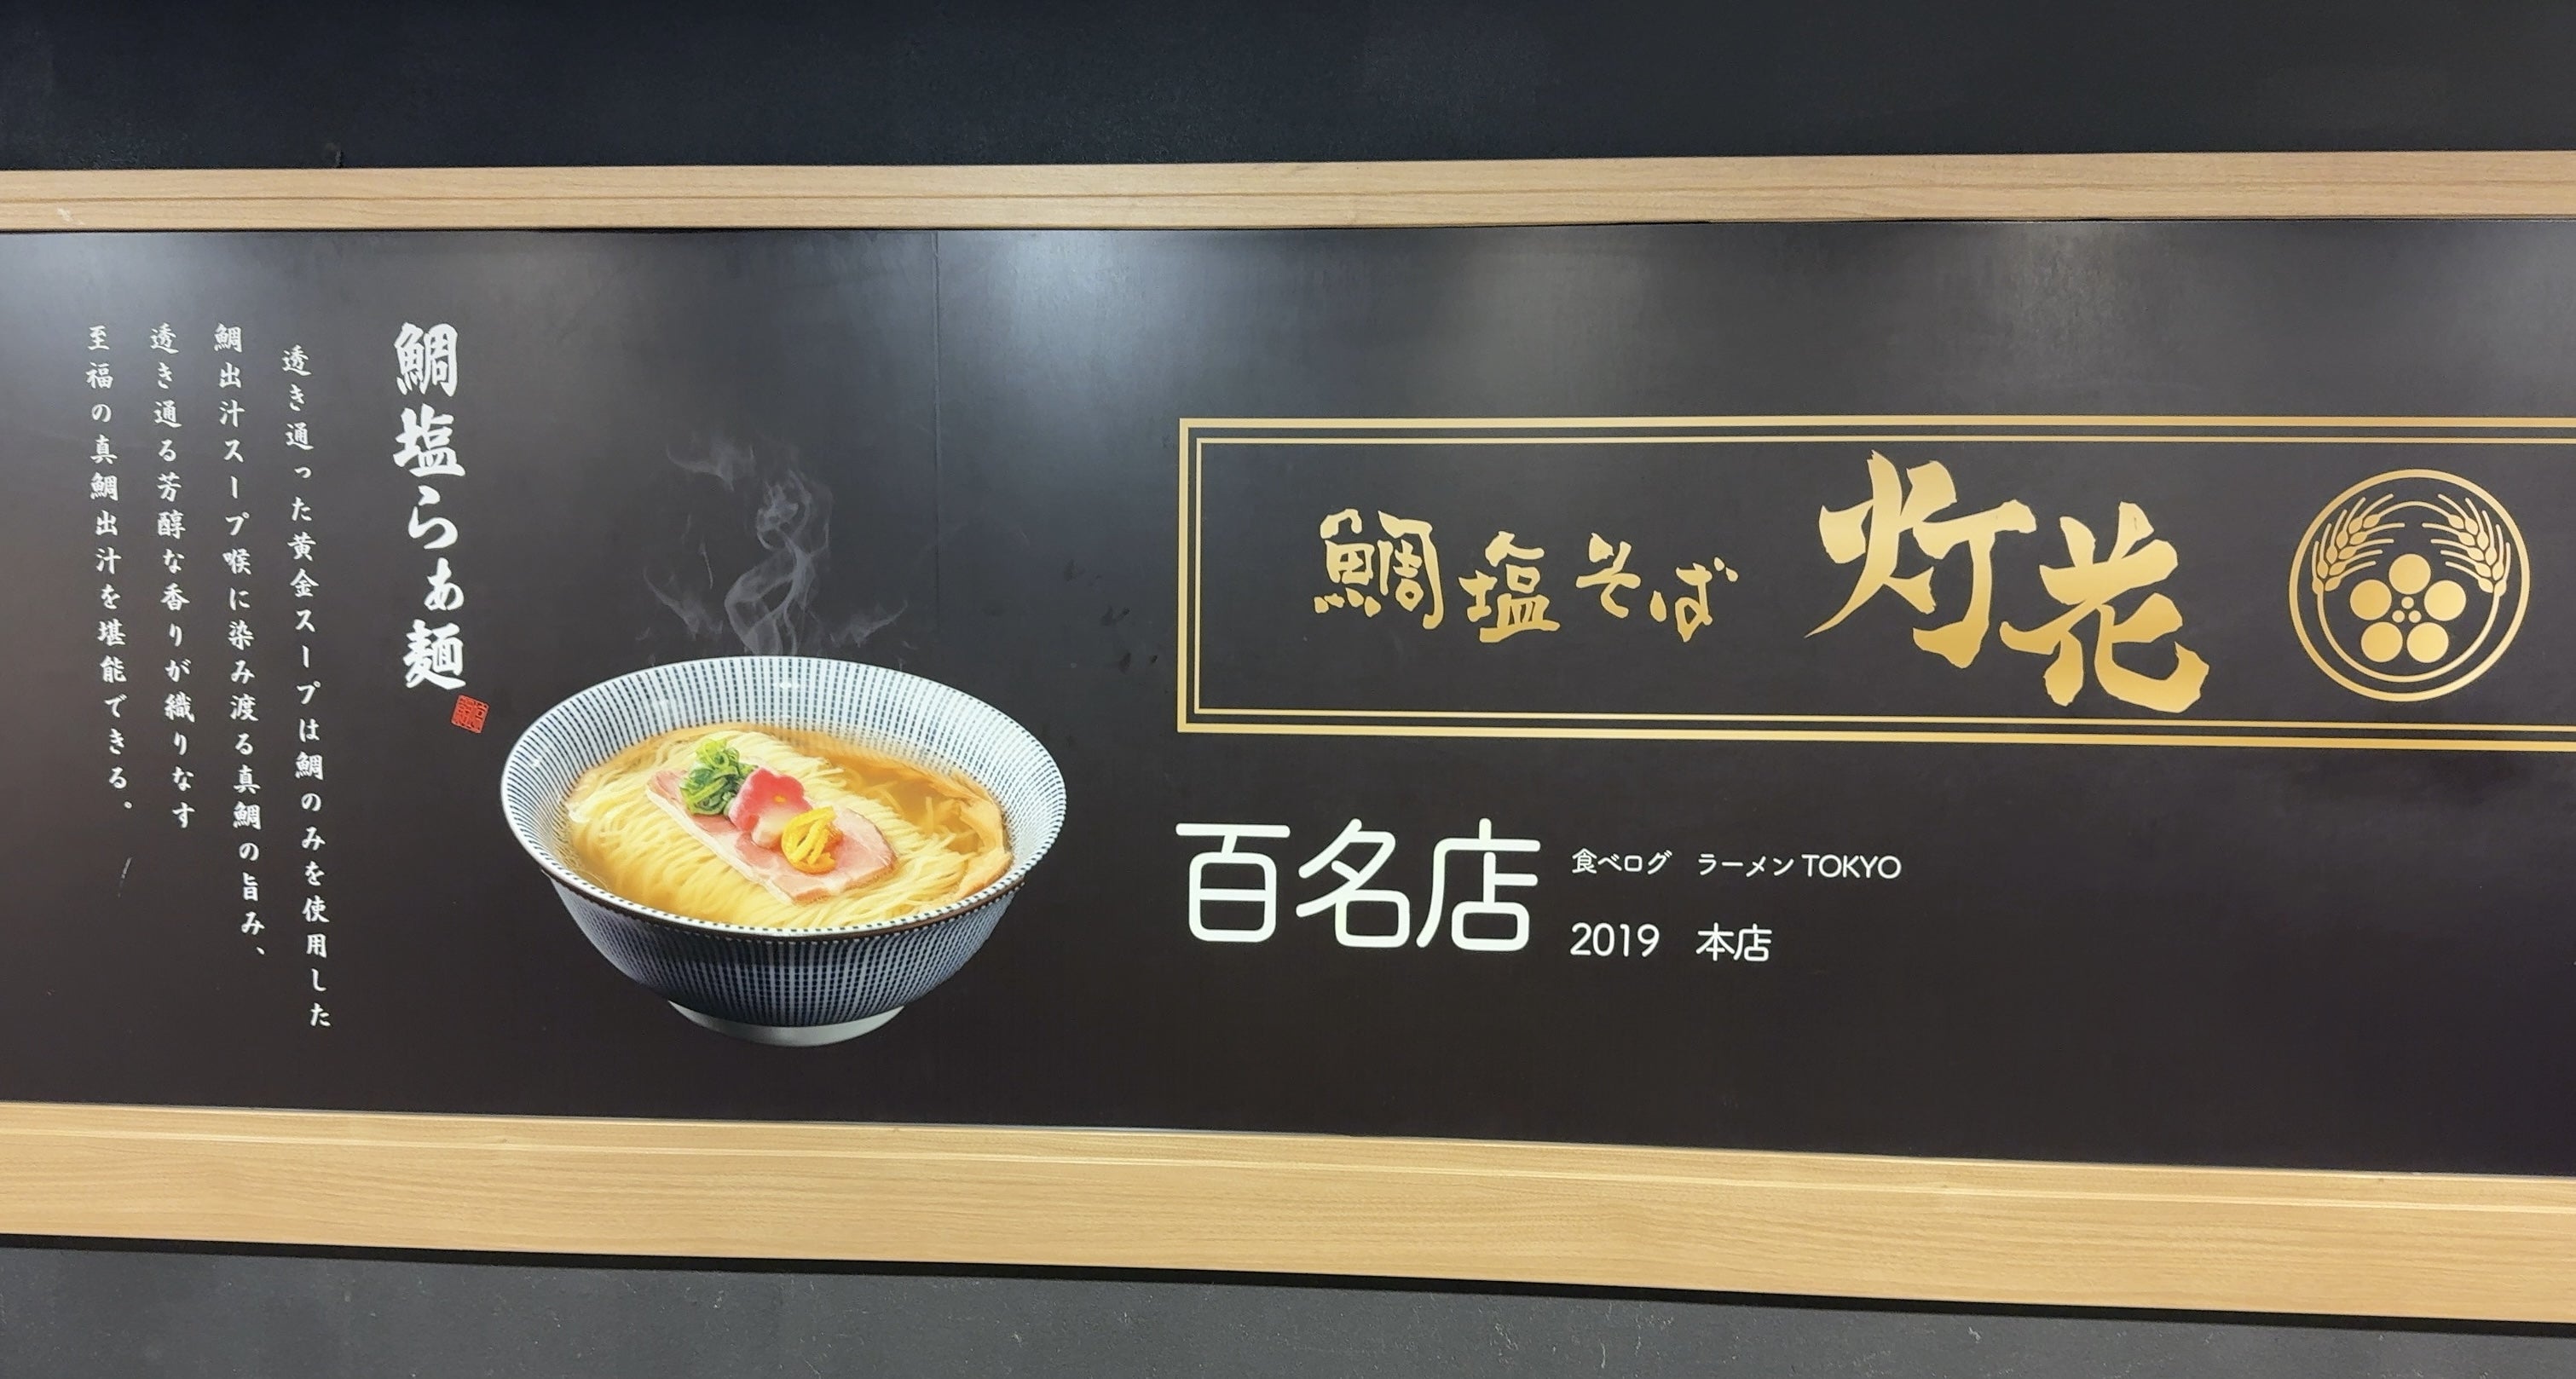 鯛塩そば 灯花
百名店
食べログ ラーメン TOKYO
2019 本店
鯛塩らぁ麺
透き通った黄金スープは鯛のみを使用した
鯛出汁スープ喉に染み渡る真鯛の旨み、
透き通る芳醇な香りが織りなす
至福の真鯛出汁を堪能できる。